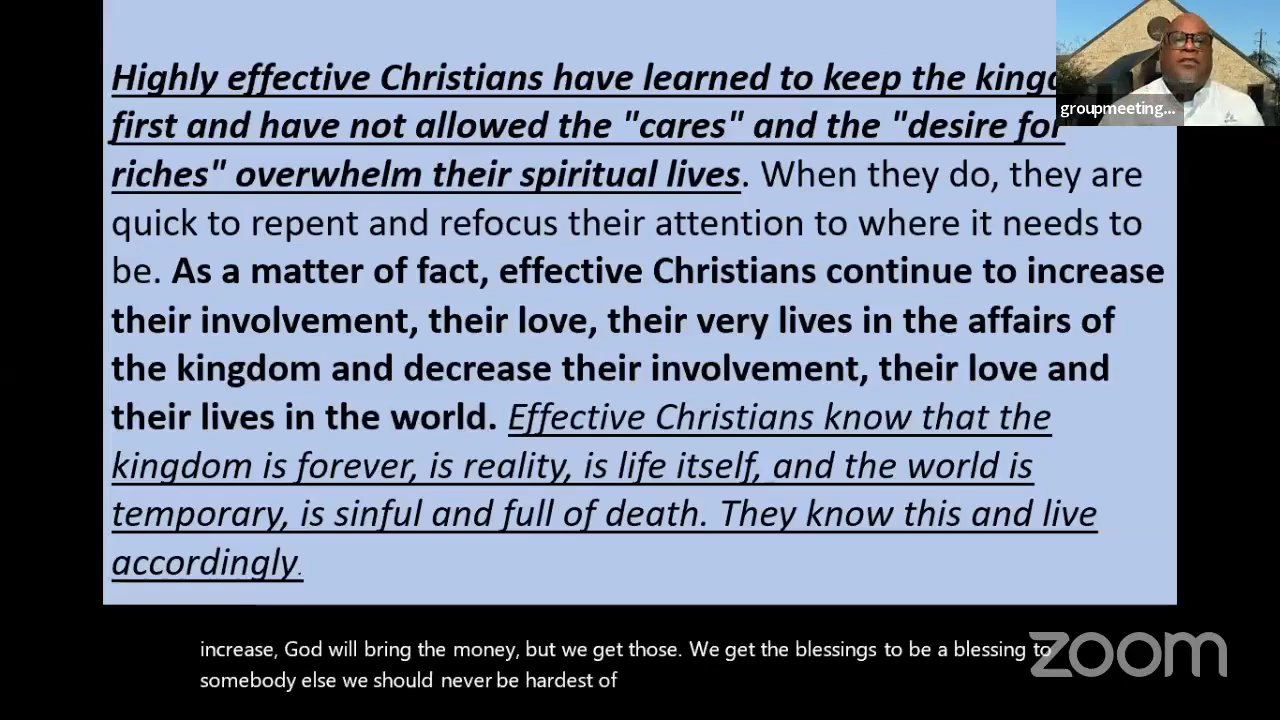 Highly effective Christians have learned to keep the
first and have not allowed the "cares" and the "desire for
riches" overwhelm their spiritual lives. When they do, they are
quick to repent and refocus their attention to where it needs to
be. As a matter of fact, effective Christians continue to increase
their involvement, their love, their very lives in the affairs of
the kingdom and decrease their involvement, their love and
their lives in the world. Effective Christians know that the
kingdom is forever, is reality, is life itself, and the world is
temporary, is sinful and full of death. They know this and live
accordingly.
groupmeeting...
increase, God will bring the money, but we get those. We get the blessings to be a blessing to
somebody else we should never be hardest of
zoom